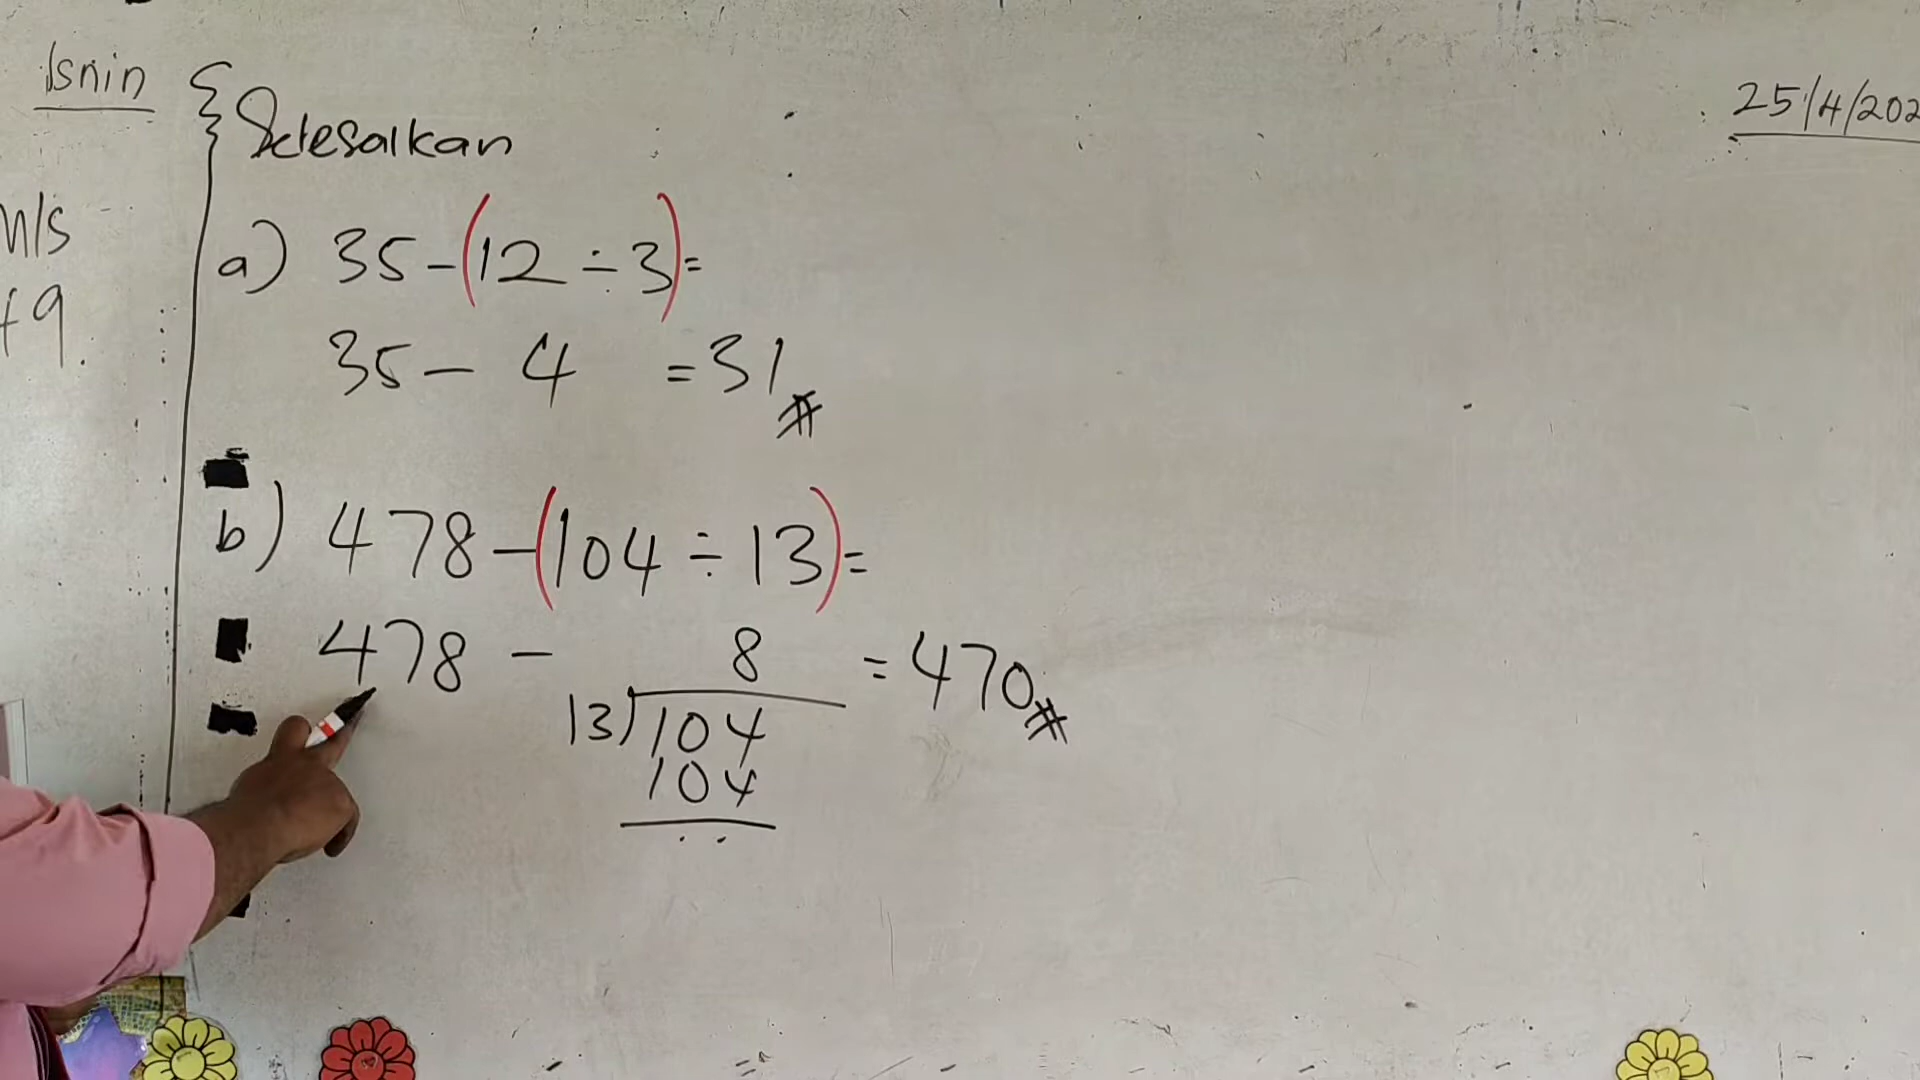 Isnin
25/4/202
m/s
49.
Selesaikan
a) 35-(12÷3)=
35- 4 =31#
b) 478-(104÷13)=
478 - 8 =470#
13)104
104